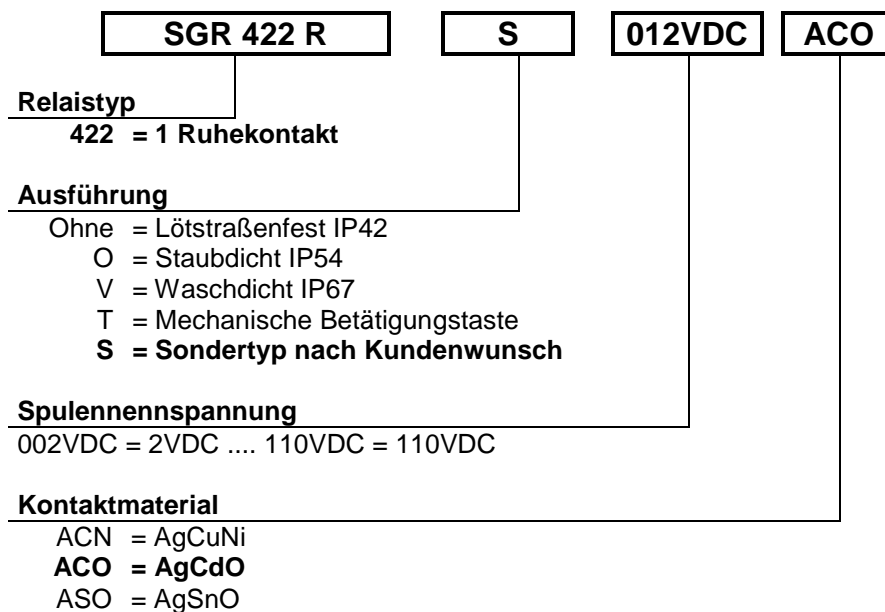 SGR 422 R S 012VDC ACO
Relaistyp
422 = 1 Ruhekontakt
Ausführung
Ohne = Lötstraßenfest IP42
O = Staubdicht IP54
V = Waschdicht IP67
T = Mechanische Betätigungstaste
S = Sondertyp nach Kundenwunsch
Spulennennspannung
002VDC = 2VDC .... 110VDC = 110VDC
Kontaktmaterial
ACN = AgCuNi
ACO = AgCdO
ASO = AgSnO